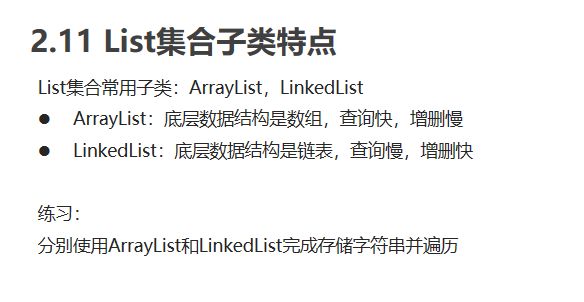 2.11 List集合子类特点
List集合常用子类：ArrayList，LinkedList
● ArrayList：底层数据结构是数组，查询快，增删慢
● LinkedList：底层数据结构是链表，查询慢，增删快
练习：
分别使用ArrayList和LinkedList完成存储字符串并遍历